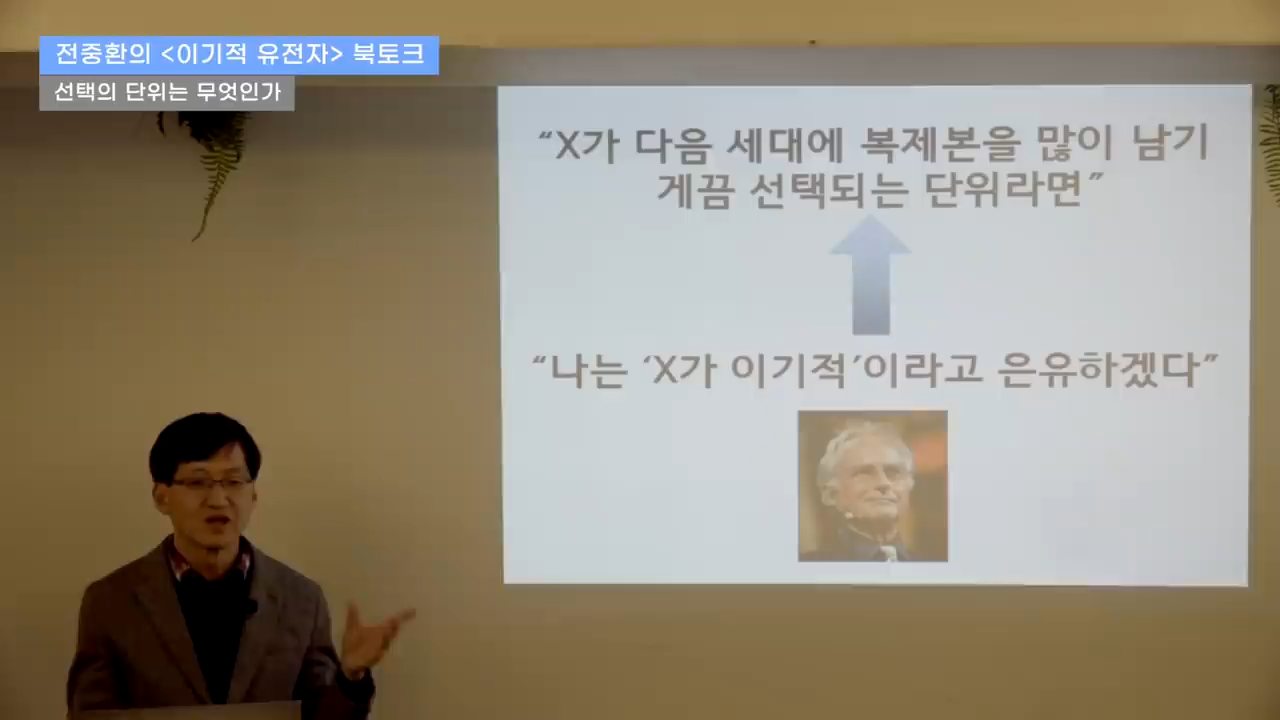 전중환의 <이기적 유전자> 북토크
선택의 단위는 무엇인가
“X가 다음 세대에 복제본을 많이 남기
게끔 선택되는 단위라면”
“나는 ‘X가 이기적’이라고 은유하겠다”